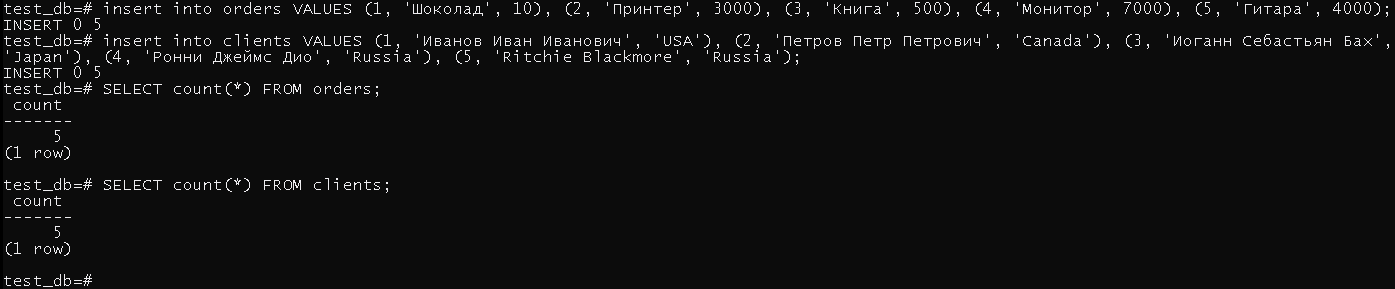 test_db=# insert into orders VALUES (1, 'Шоколад', 10), (2, 'Принтер', 3000), (3, 'Книга', 500), (4, 'Монитор', 7000), (5, 'Гитара', 4000);
INSERT 0 5
test_db=# insert into clients VALUES (1, 'Иванов Иван Иванович', 'USA'), (2, 'Петров Петр Петрович', 'Canada'), (3, 'Иоганн Себастьян Бах',
'Japan'), (4, 'Ронни Джеймс Дио', 'Russia'), (5, 'Ritchie Blackmore', 'Russia');
INSERT 0 5
test_db=# SELECT count(*) FROM orders;
 count
-------
     5
(1 row)

test_db=# SELECT count(*) FROM clients;
 count
-------
     5
(1 row)

test_db=#